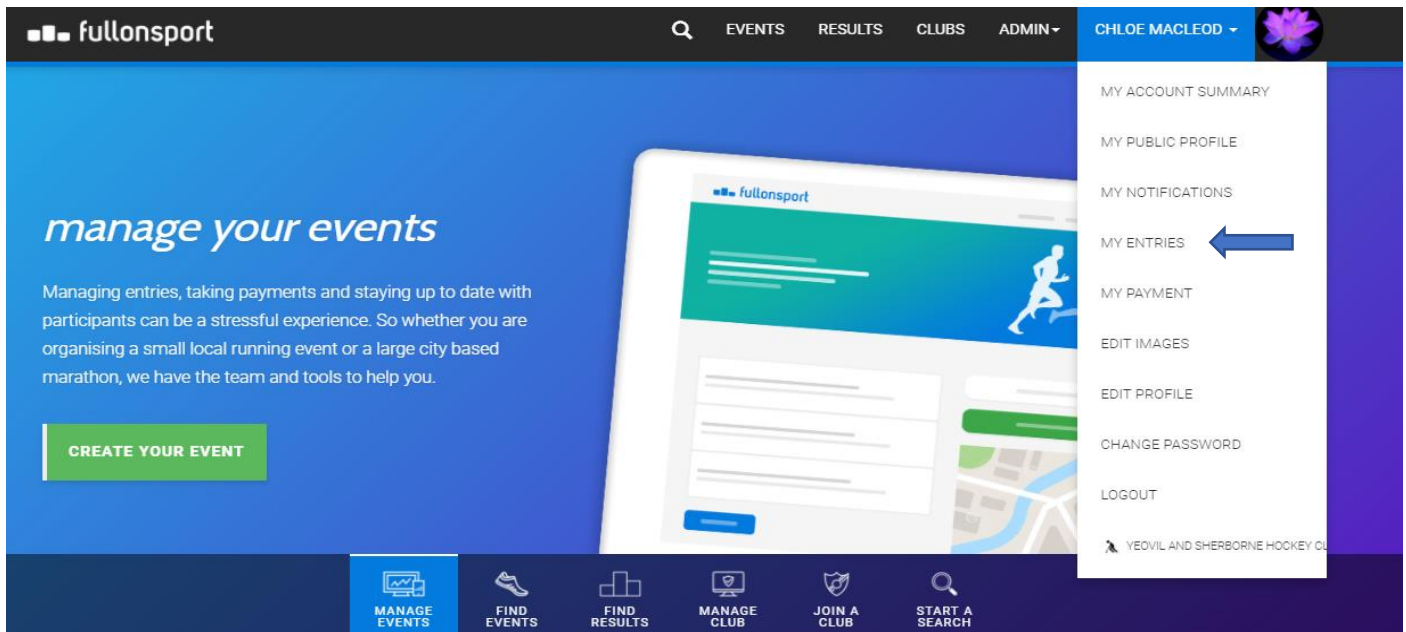 fullonsport
EVENTS RESULTS CLUBS ADMIN CHLOE MACLEOD
MY ACCOUNT SUMMARY
MY PUBLIC PROFILE
MY NOTIFICATIONS
MY ENTRIES
MY PAYMENT
EDIT IMAGES
EDIT PROFILE
CHANGE PASSWORD
LOGOUT
YEOVIL AND SHERBORNE HOCKEY CL
fullonsport
manage your events
Managing entries, taking payments and staying up to date with
participants can be a stressful experience. So whether you are
organising a small local running event or a large city based
marathon, we have the team and tools to help you.
CREATE YOUR EVENT
MANAGE
EVENTS
FIND
EVENTS
FIND
RESULTS
MANAGE
CLUB
JOIN A
CLUB
START A
SEARCH